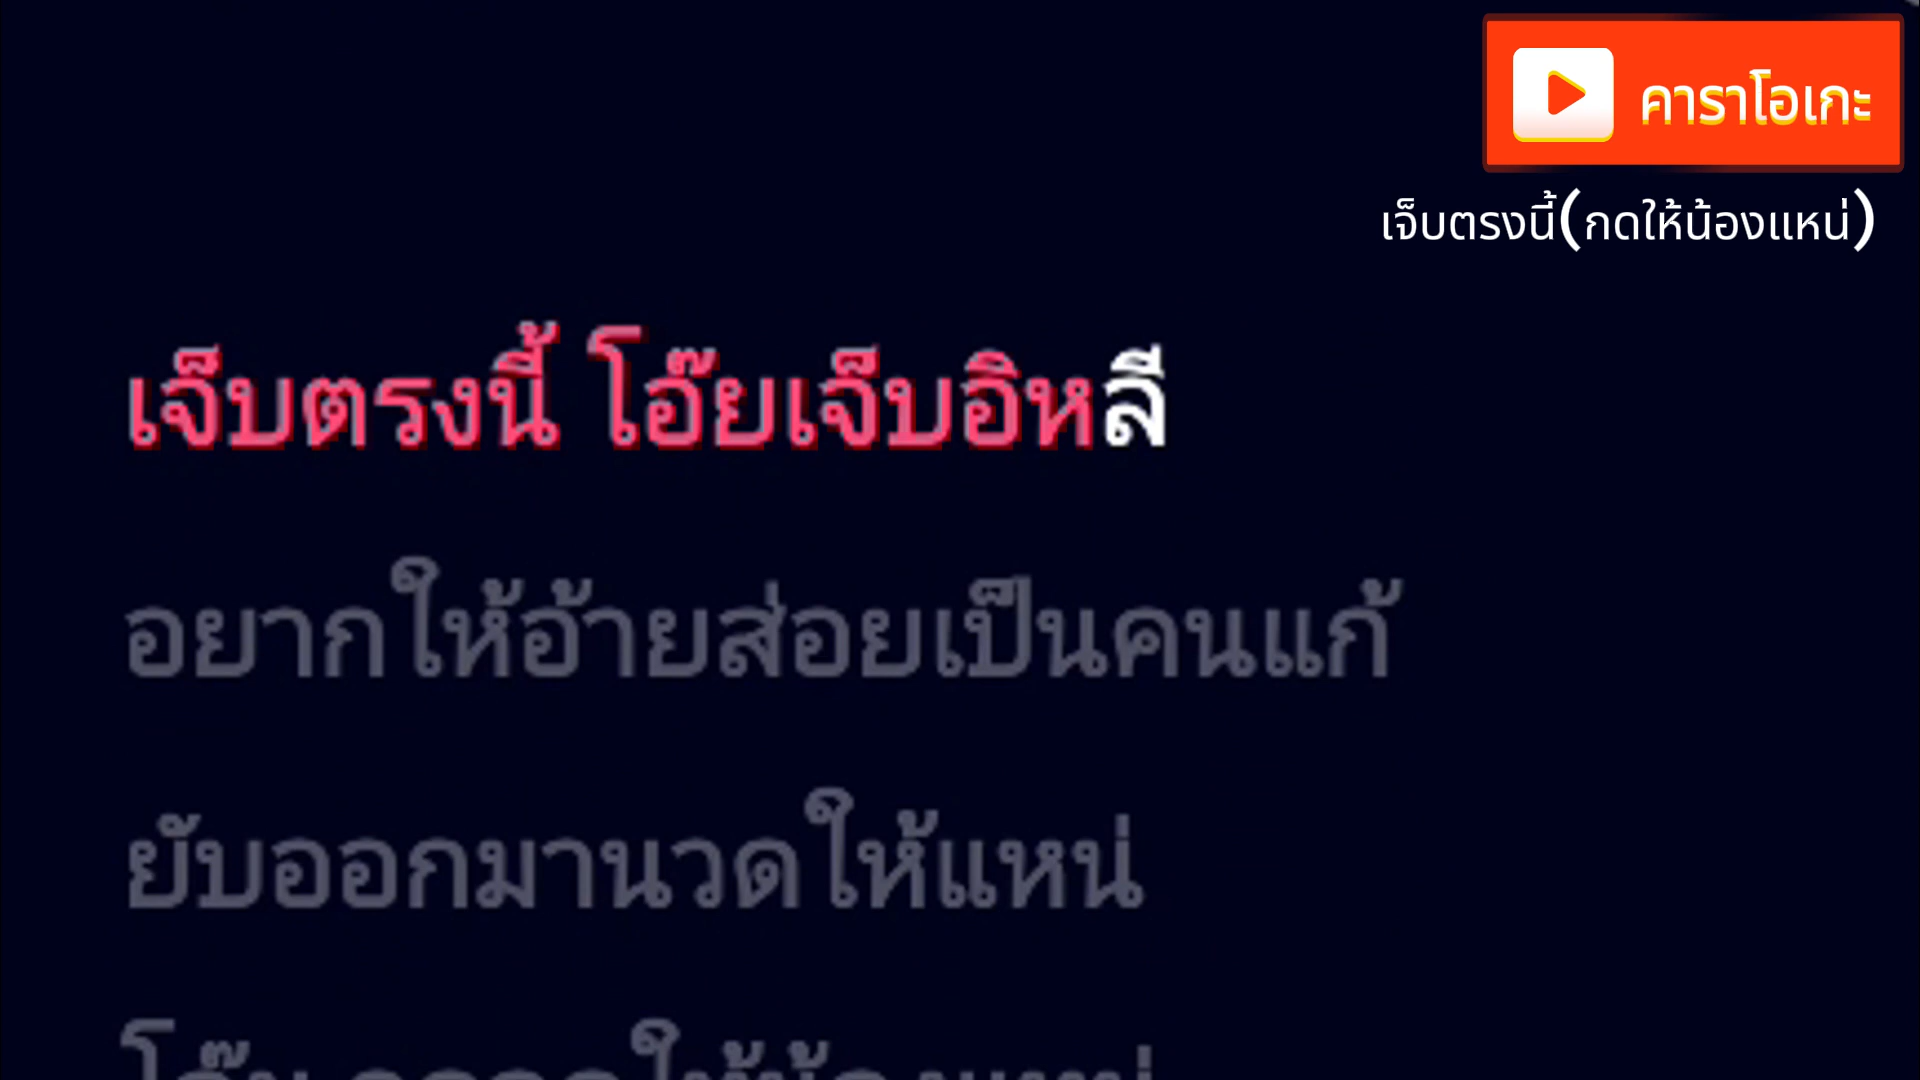 คาราโอเกะ
เจ็บตรงนี้(กดให้น้องแหน่)
เจ็บตรงนี้ โอ๊ยเจ็บอิหลี
อยากให้อ้ายส่อยเป็นคนแก้
ยับออกมานวดให้แหน่